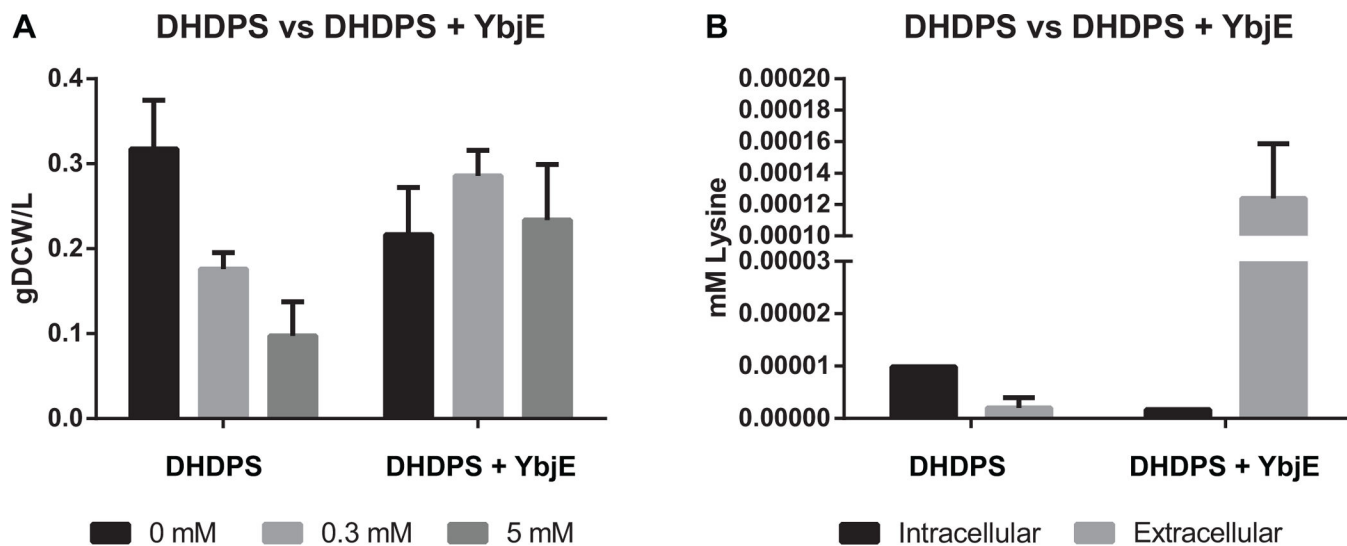 A
DHDPS vs DHDPS + YbjE
gDCW/L
0.4
0.3
0.2
0.1
0.0
DHDPS
DHDPS + YbjE
0 mM
0.3 mM
5 mM
B
DHDPS vs DHDPS + YbjE
mM Lysine
0.00020
0.00018
0.00016
0.00014
0.00012
0.00010
0.00003
0.00002
0.00001
0.00000
DHDPS
DHDPS + YbjE
Intracellular
Extracellular